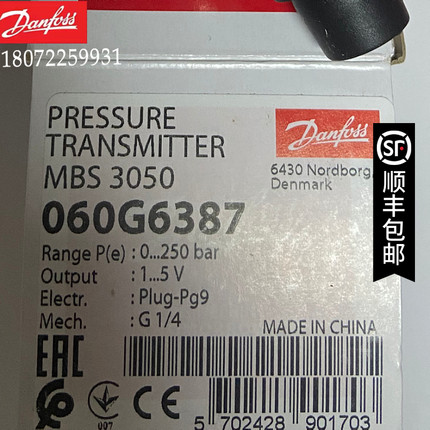 Danfoss
18072259931
PRESSURE
TRANSMITTER
MBS 3050
060G6387
Range P(e) : 0...250 bar
Output : 1...5 V
Electr. : Plug-Pg9
Mech. : G 1/4
Danfoss
6430 Nordborg,
Denmark
SF
顺丰包邮
MADE IN CHINA
EAC
007
5 702428 901703